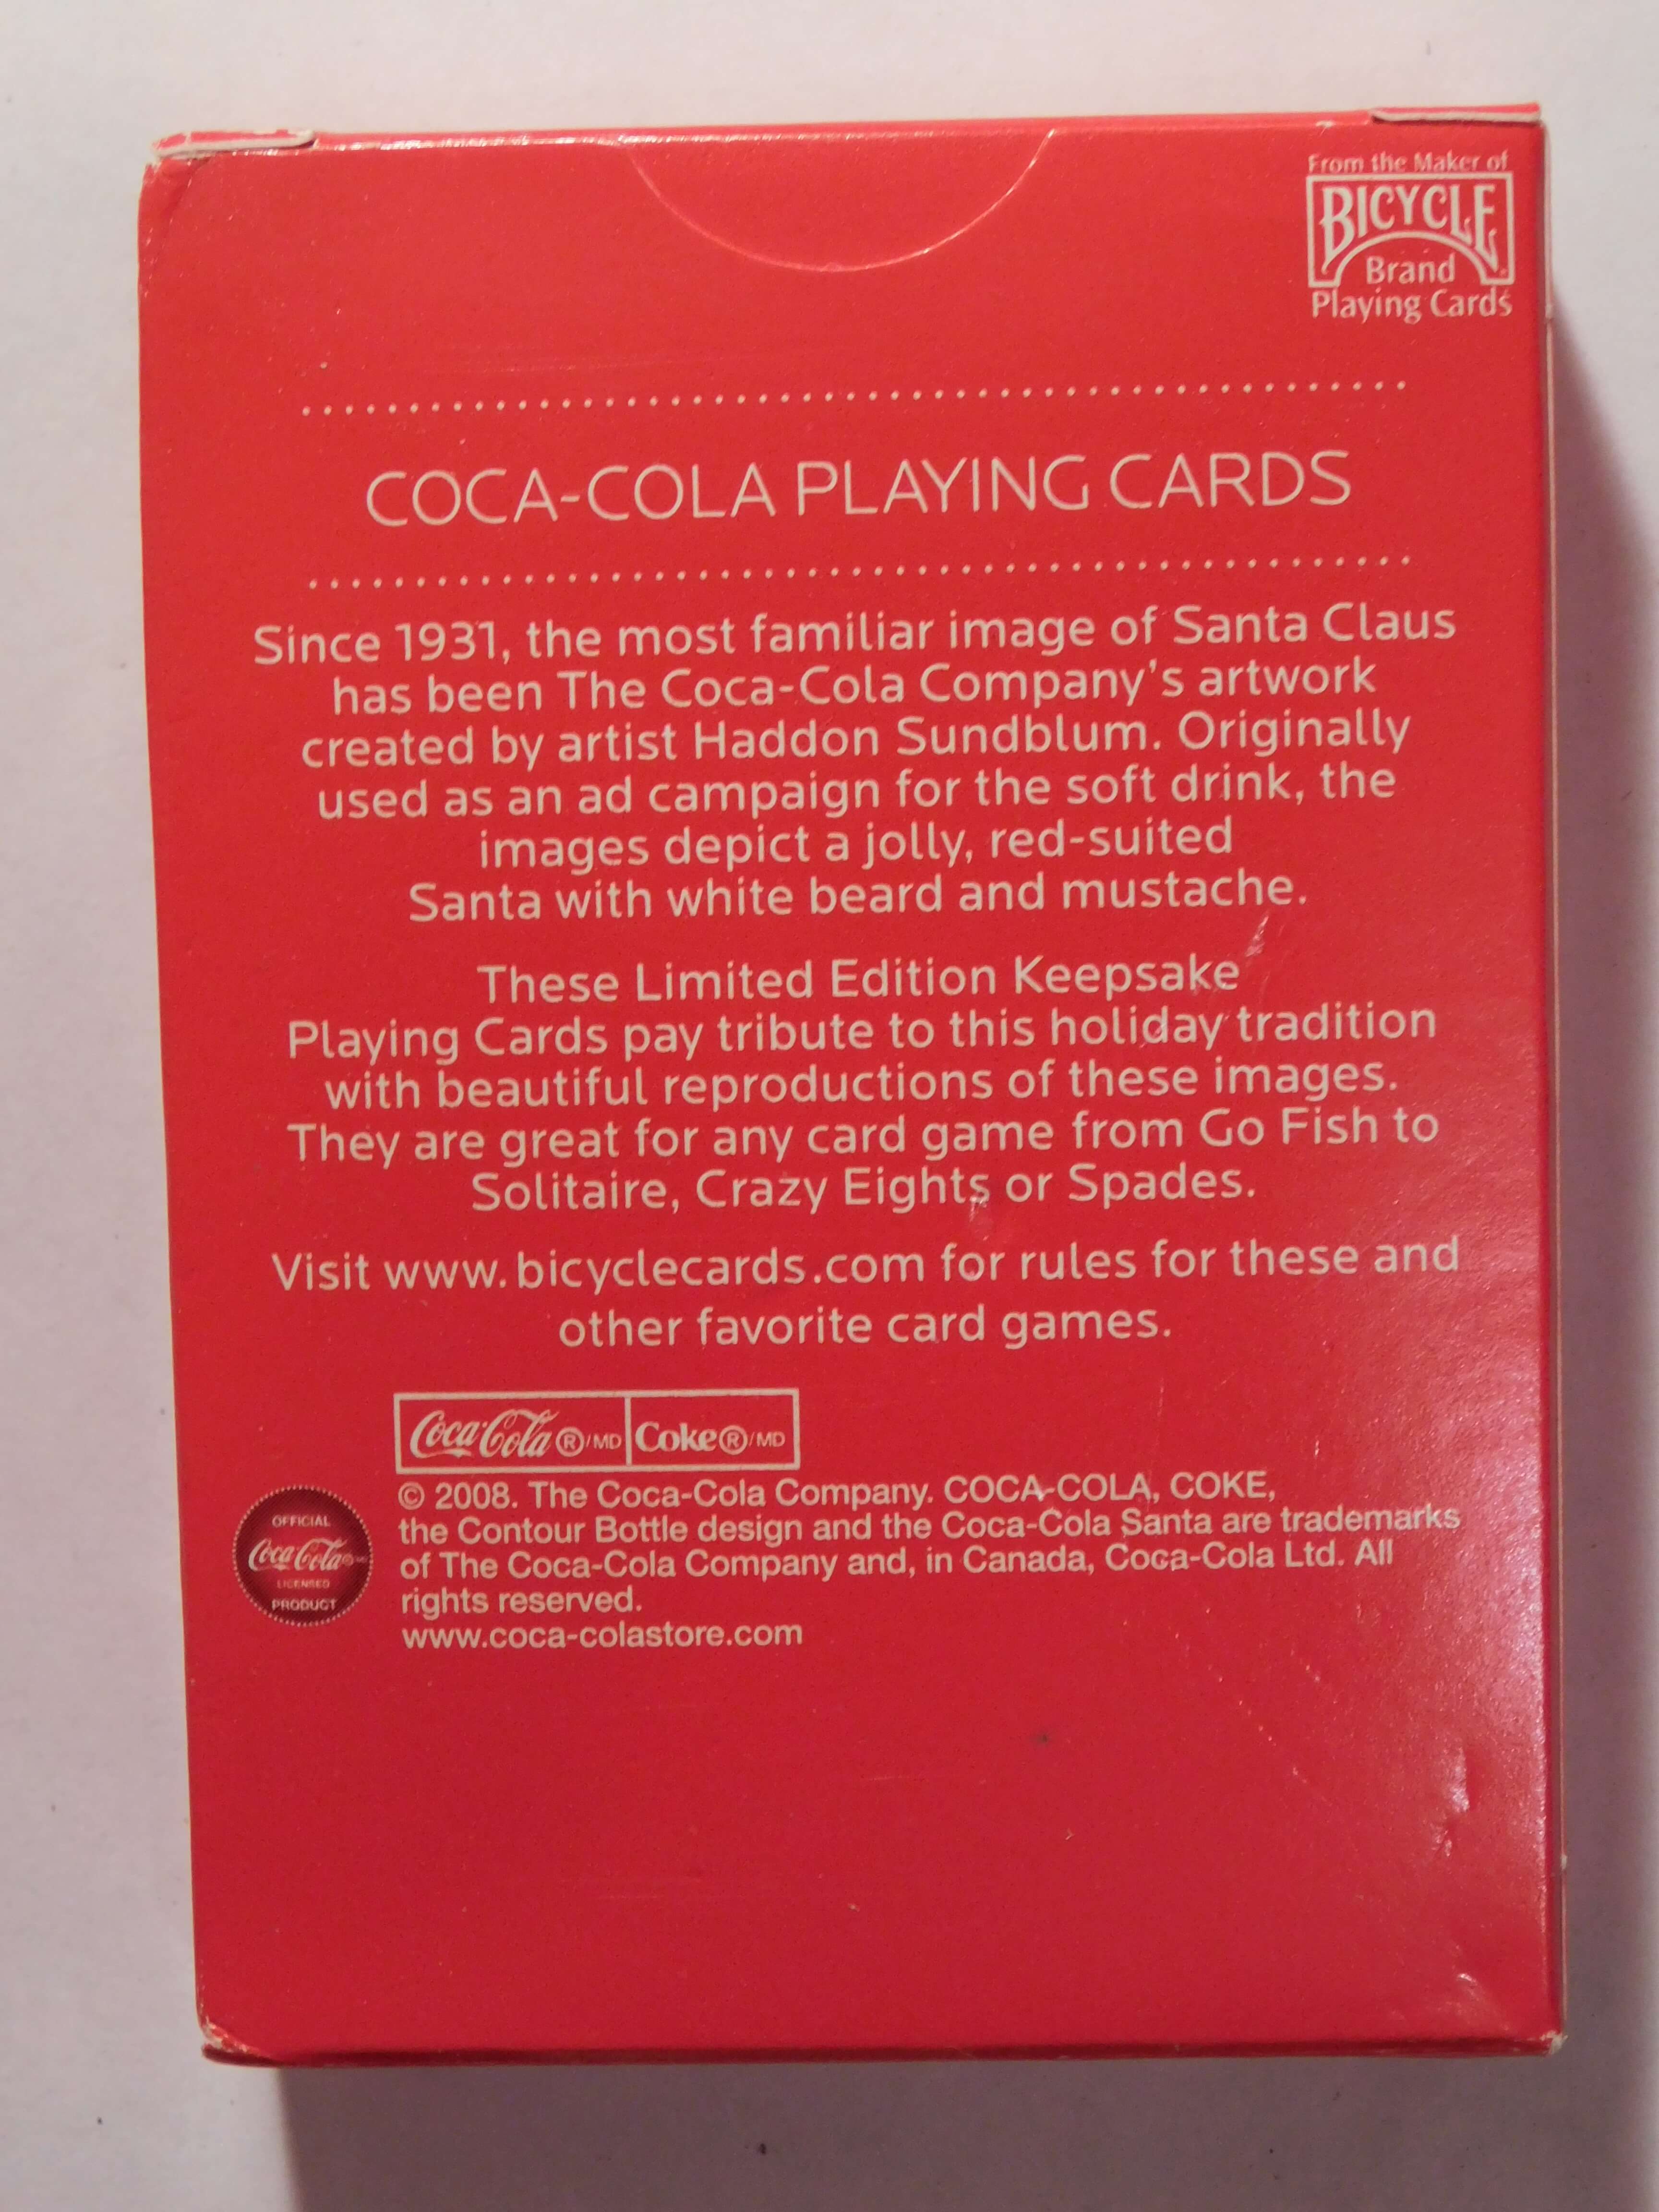 From the Maker of
BICYCLE
Brand
Playing Cards
COCA-COLA PLAYING CARDS
Since 1931, the most familiar image of Santa Claus
has been The Coca-Cola Company's artwork
created by artist Haddon Sundblum. Originally
used as an ad campaign for the soft drink, the
images depict a jolly, red-suited
Santa with white beard and mustache.
These Limited Edition Keepsake
Playing Cards pay tribute to this holiday tradition
with beautiful reproductions of these images.
They are great for any card game from Go Fish to
Solitaire, Crazy Eights or Spades.
Visit www.bicyclecards.com for rules for these and
other favorite card games.
Coca-Cola®/MD Coke®/MD
© 2008. The Coca-Cola Company. COCA-COLA, COKE,
the Contour Bottle design and the Coca-Cola Santa are trademarks
of The Coca-Cola Company and, in Canada, Coca-Cola Ltd. All
rights reserved.
www.coca-colastore.com
OFFICIAL
Coca-Cola®
LICENSED
PRODUCT